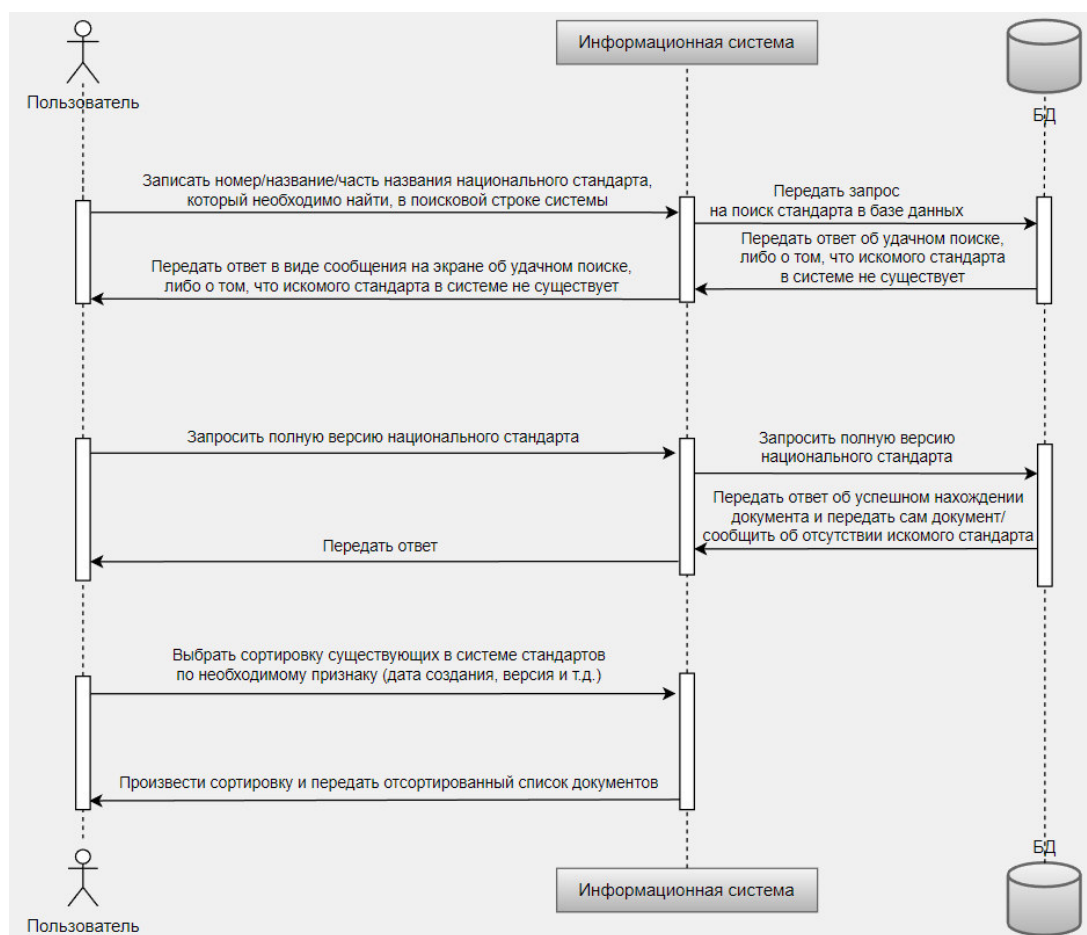 Информационная система
Пользователь
БД
Записать номер/название/часть названия национального стандарта,
который необходимо найти, в поисковой строке системы
Передать запрос
на поиск стандарта в базе данных
Передать ответ об удачном поиске,
либо о том, что искомого стандарта
в системе не существует
Передать ответ в виде сообщения на экране об удачном поиске,
либо о том, что искомого стандарта в системе не существует
Запросить полную версию национального стандарта
Запросить полную версию
национального стандарта
Передать ответ об успешном нахождении
документа и передать сам документ/
сообщить об отсутствии искомого стандарта
Передать ответ
Выбрать сортировку существующих в системе стандартов
по необходимому признаку (дата создания, версия и т.д.)
Произвести сортировку и передать отсортированный список документов
БД
Информационная система
Пользователь